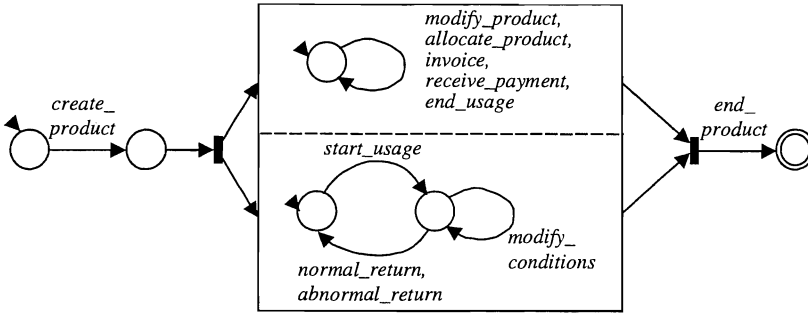 modify_product,
allocate_product,
invoice,
receive_payment,
end_usage
create_
product
end_
product
start_usage
modify_
conditions
normal_return,
abnormal_return